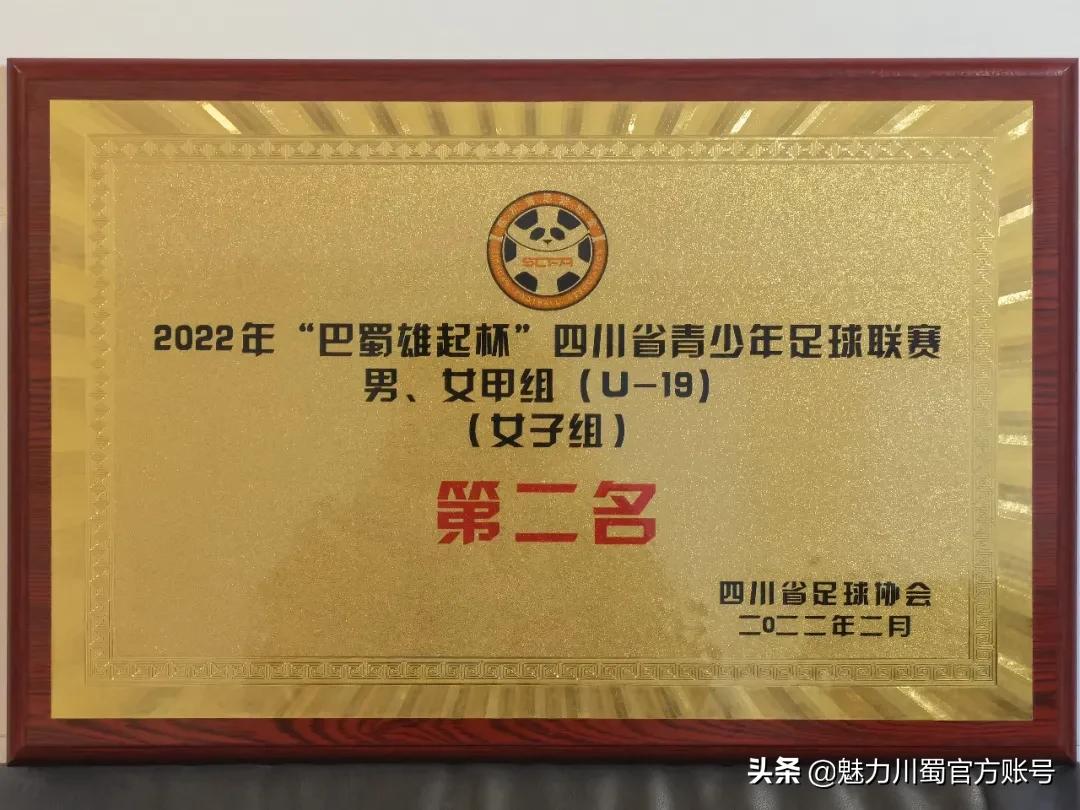 SCFA
2022年“巴蜀雄起杯”四川省青少年足球联赛
男、女甲组（U-19）
（女子组）
第二名
四川省足球协会
二0二二年二月
头条 @魅力川蜀官方账号